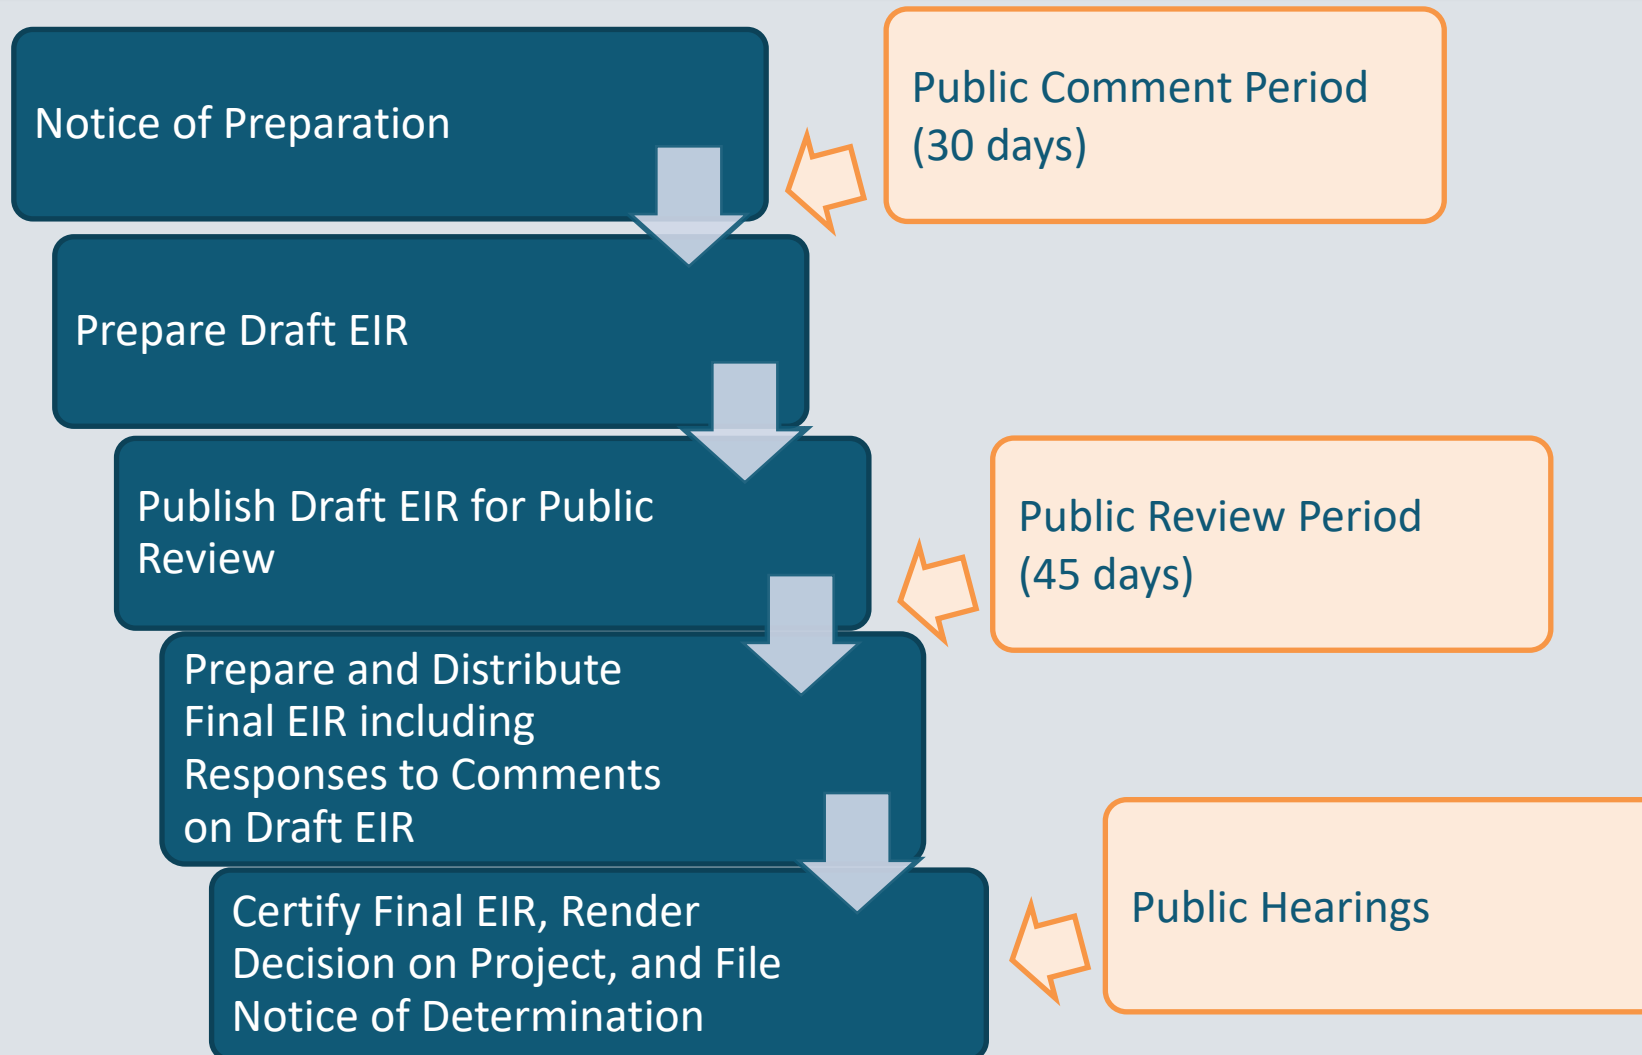 Notice of Preparation
Public Comment Period
(30 days)
Prepare Draft EIR
Publish Draft EIR for Public
Review
Public Review Period
(45 days)
Prepare and Distribute
Final EIR including
Responses to Comments
on Draft EIR
Certify Final EIR, Render
Decision on Project, and File
Notice of Determination
Public Hearings